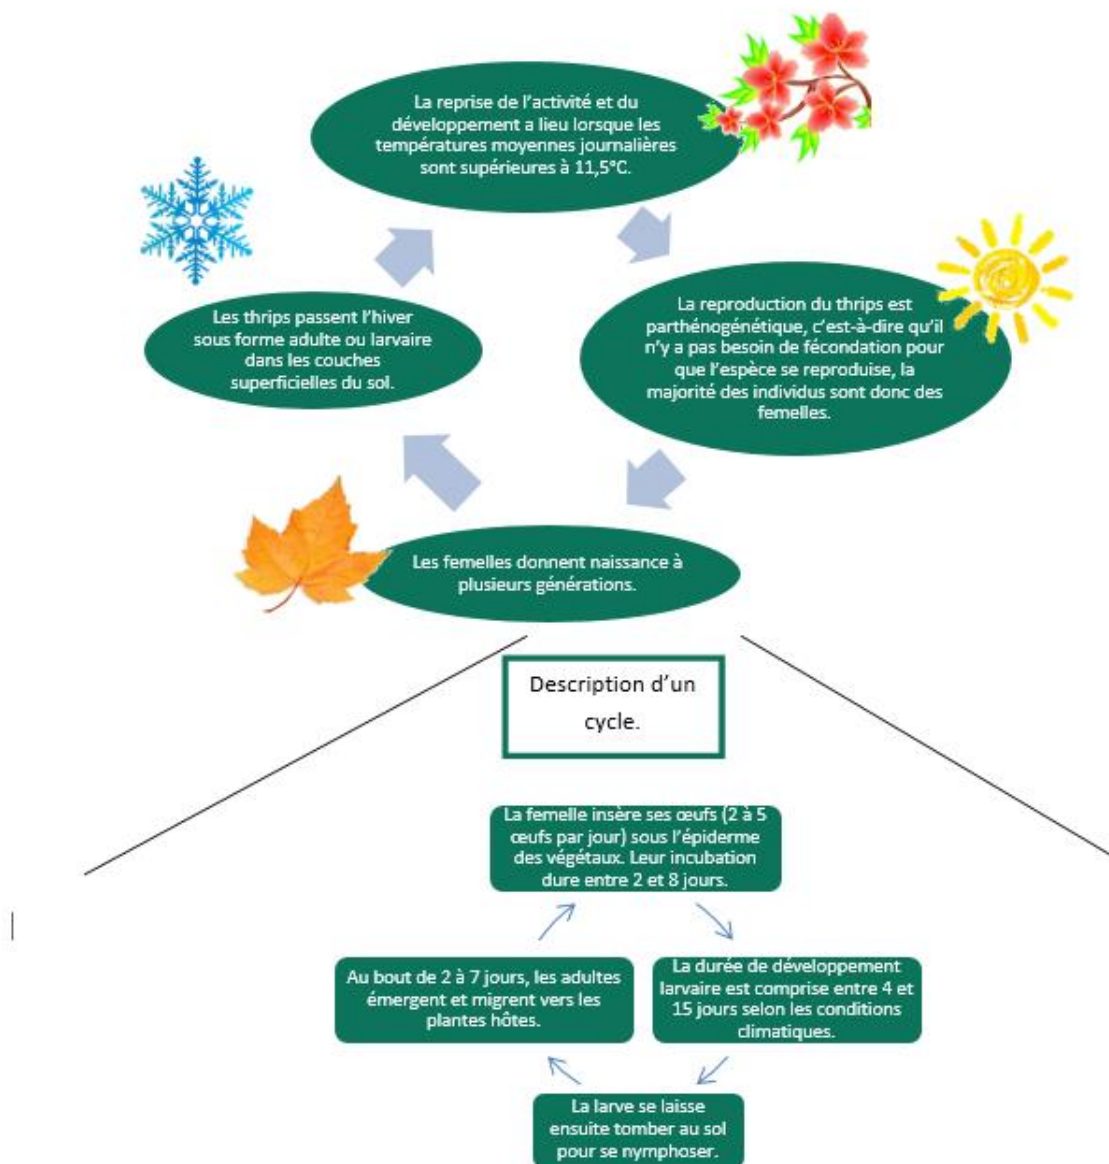 La reprise de l'activité et du
développement a lieu lorsque les
températures moyennes journalières
sont supérieures à 11,5°C.
La reproduction du thrips est
parthénogénétique, c'est-à-dire qu'il
n'y a pas besoin de fécondation pour
que l'espèce se reproduise, la
majorité des individus sont donc des
femelles.
Les thrips passent l'hiver
sous forme adulte ou larvaire
dans les couches
superficielles du sol.
Les femelles donnent naissance à
plusieurs générations.
Description d'un
cycle.
La femelle insère ses œufs (2 à 5
œufs par jour) sous l'épiderme
des végétaux. Leur incubation
dure entre 2 et 8 jours.
La durée de développement
larvaire est comprise entre 4 et
15 jours selon les conditions
climatiques.
Au bout de 2 à 7 jours, les adultes
émergent et migrent vers les
plantes hôtes.
La larve se laisse
ensuite tomber au sol
pour se nymphoser.